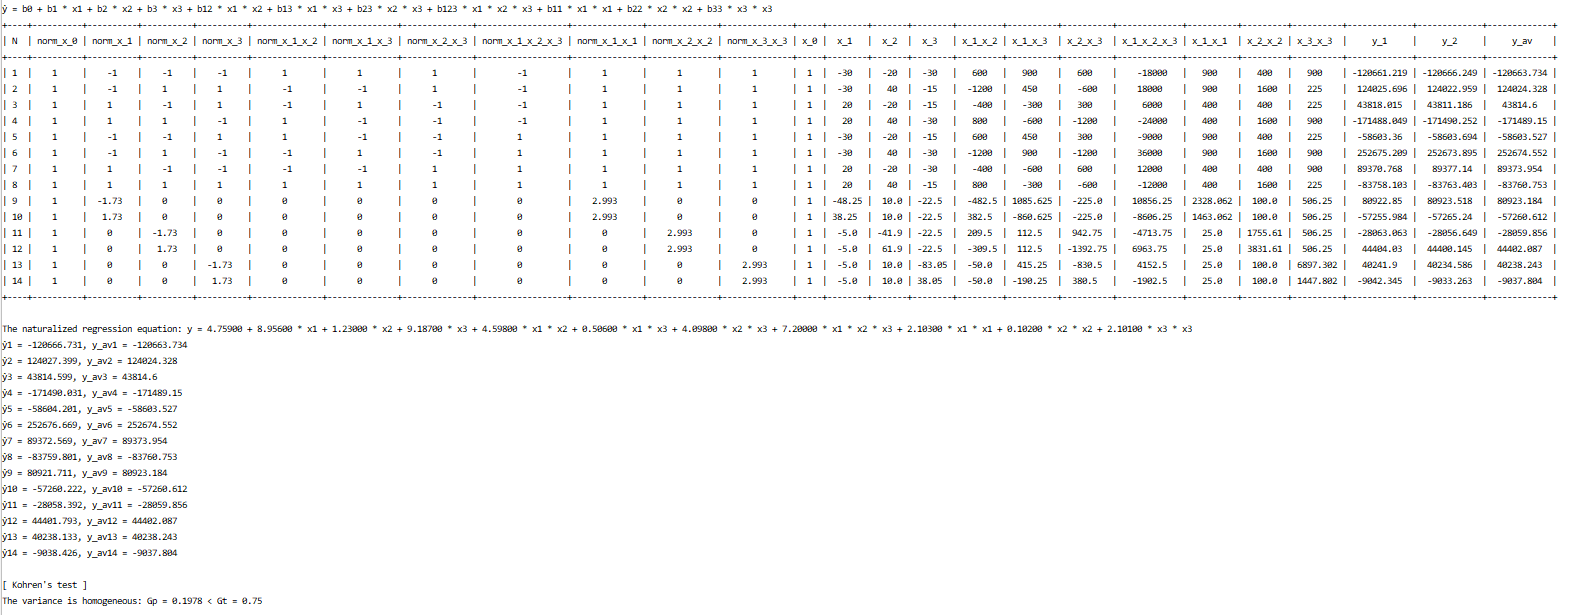 ŷ = b0 + b1 * x1 + b2 * x2 + b3 * x3 + b12 * x1 * x2 + b13 * x1 * x3 + b23 * x2 * x3 + b123 * x1 * x2 * x3 + b11 * x1 * x1 + b22 * x2 * x2 + b33 * x3 * x3
| N | norm_x_0 | norm_x_1 | norm_x_2 | norm_x_3 | norm_x_1_x_2 | norm_x_1_x_3 | norm_x_2_x_3 | norm_x_1_x_2_x_3 | norm_x_1_x_1 | norm_x_2_x_2 | norm_x_3_x_3 | x_0 | x_1 | x_2 | x_3 | x_1_x_2 | x_1_x_3 | x_2_x_3 | x_1_x_2_x_3 | x_1_x_1 | x_2_x_2 | x_3_x_3 | y_1 | y_2 | y_av |
| 1 | 1 | -1 | -1 | -1 | 1 | 1 | 1 | -1 | 1 | 1 | 1 | 1 | -30 | -20 | -30 | 600 | 900 | 600 | -18000 | 900 | 400 | 900 | -120661.219 | -120666.249 | -120663.734 |
| 2 | 1 | -1 | 1 | 1 | -1 | -1 | 1 | -1 | 1 | 1 | 1 | 1 | -30 | 40 | -15 | -1200 | 450 | -600 | 18000 | 900 | 1600 | 225 | 124025.696 | 124022.959 | 124024.328 |
| 3 | 1 | 1 | -1 | 1 | -1 | 1 | -1 | -1 | 1 | 1 | 1 | 1 | 20 | -20 | -15 | -400 | -300 | 300 | 6000 | 400 | 400 | 225 | 43818.015 | 43811.186 | 43814.6 |
| 4 | 1 | 1 | 1 | -1 | 1 | -1 | -1 | -1 | 1 | 1 | 1 | 1 | 20 | 40 | -30 | 800 | -600 | -1200 | -24000 | 400 | 1600 | 900 | -171488.049 | -171490.252 | -171489.15 |
| 5 | 1 | -1 | -1 | 1 | 1 | -1 | -1 | 1 | 1 | 1 | 1 | 1 | -30 | -20 | -15 | 600 | 450 | 300 | -9000 | 900 | 400 | 225 | -58603.36 | -58603.694 | -58603.527 |
| 6 | 1 | -1 | 1 | -1 | -1 | 1 | -1 | 1 | 1 | 1 | 1 | 1 | -30 | 40 | -30 | -1200 | 900 | -1200 | 36000 | 900 | 1600 | 900 | 252675.209 | 252673.895 | 252674.552 |
| 7 | 1 | 1 | -1 | -1 | -1 | -1 | 1 | 1 | 1 | 1 | 1 | 1 | 20 | -20 | -30 | -400 | -600 | 600 | 12000 | 400 | 400 | 900 | 89370.768 | 89377.14 | 89373.954 |
| 8 | 1 | 1 | 1 | 1 | 1 | 1 | 1 | 1 | 1 | 1 | 1 | 1 | 20 | 40 | -15 | 800 | -300 | -600 | -12000 | 400 | 1600 | 225 | -83758.103 | -83763.403 | -83760.753 |
| 9 | 1 | -1.73 | 0 | 0 | 0 | 0 | 0 | 0 | 2.993 | 0 | 0 | 1 | -48.25 | 10.0 | -22.5 | -482.5 | 1085.625 | -225.0 | 10856.25 | 2328.062 | 100.0 | 506.25 | 80922.85 | 80923.518 | 80923.184 |
| 10 | 1 | 1.73 | 0 | 0 | 0 | 0 | 0 | 0 | 2.993 | 0 | 0 | 1 | 38.25 | 10.0 | -22.5 | 382.5 | -860.625 | -225.0 | -8606.25 | 1463.062 | 100.0 | 506.25 | -57255.984 | -57265.24 | -57260.612 |
| 11 | 1 | 0 | -1.73 | 0 | 0 | 0 | 0 | 0 | 0 | 2.993 | 0 | 1 | -5.0 | -41.9 | -22.5 | 209.5 | 112.5 | 942.75 | -4713.75 | 25.0 | 1755.61 | 506.25 | -28063.063 | -28056.649 | -28059.856 |
| 12 | 1 | 0 | 1.73 | 0 | 0 | 0 | 0 | 0 | 0 | 2.993 | 0 | 1 | -5.0 | 61.9 | -22.5 | -309.5 | 112.5 | -1392.75 | 6963.75 | 25.0 | 3831.61 | 506.25 | 44404.03 | 44400.145 | 44402.087 |
| 13 | 1 | 0 | 0 | -1.73 | 0 | 0 | 0 | 0 | 0 | 0 | 2.993 | 1 | -5.0 | 10.0 | -83.05 | -50.0 | 415.25 | -830.5 | 4152.5 | 25.0 | 100.0 | 6897.302 | 40241.9 | 40234.586 | 40238.243 |
| 14 | 1 | 0 | 0 | 1.73 | 0 | 0 | 0 | 0 | 0 | 0 | 2.993 | 1 | -5.0 | 10.0 | 38.05 | -50.0 | -190.25 | 380.5 | -1902.5 | 25.0 | 100.0 | 1447.802 | -9042.345 | -9033.263 | -9037.804 |
The naturalized regression equation: y = 4.75900 + 8.95600 * x1 + 1.23000 * x2 + 9.18700 * x3 + 4.59800 * x1 * x2 + 0.50600 * x1 * x3 + 4.09800 * x2 * x3 + 7.20000 * x1 * x2 * x3 + 2.10300 * x1 * x1 + 0.10200 * x2 * x2 + 2.10100 * x3 * x3
ŷ1 = -120666.731, y_av1 = -120663.734
ŷ2 = 124027.399, y_av2 = 124024.328
ŷ3 = 43814.599, y_av3 = 43814.6
ŷ4 = -171490.031, y_av4 = -171489.15
ŷ5 = -58604.201, y_av5 = -58603.527
ŷ6 = 252676.669, y_av6 = 252674.552
ŷ7 = 89372.569, y_av7 = 89373.954
ŷ8 = -83759.801, y_av8 = -83760.753
ŷ9 = 80921.711, y_av9 = 80923.184
ŷ10 = -57260.222, y_av10 = -57260.612
ŷ11 = -28058.392, y_av11 = -28059.856
ŷ12 = 44401.793, y_av12 = 44402.087
ŷ13 = 40238.133, y_av13 = 40238.243
ŷ14 = -9038.426, y_av14 = -9037.804
[ Kohren's test ]
The variance is homogeneous: Gp = 0.1978 < Gt = 0.75